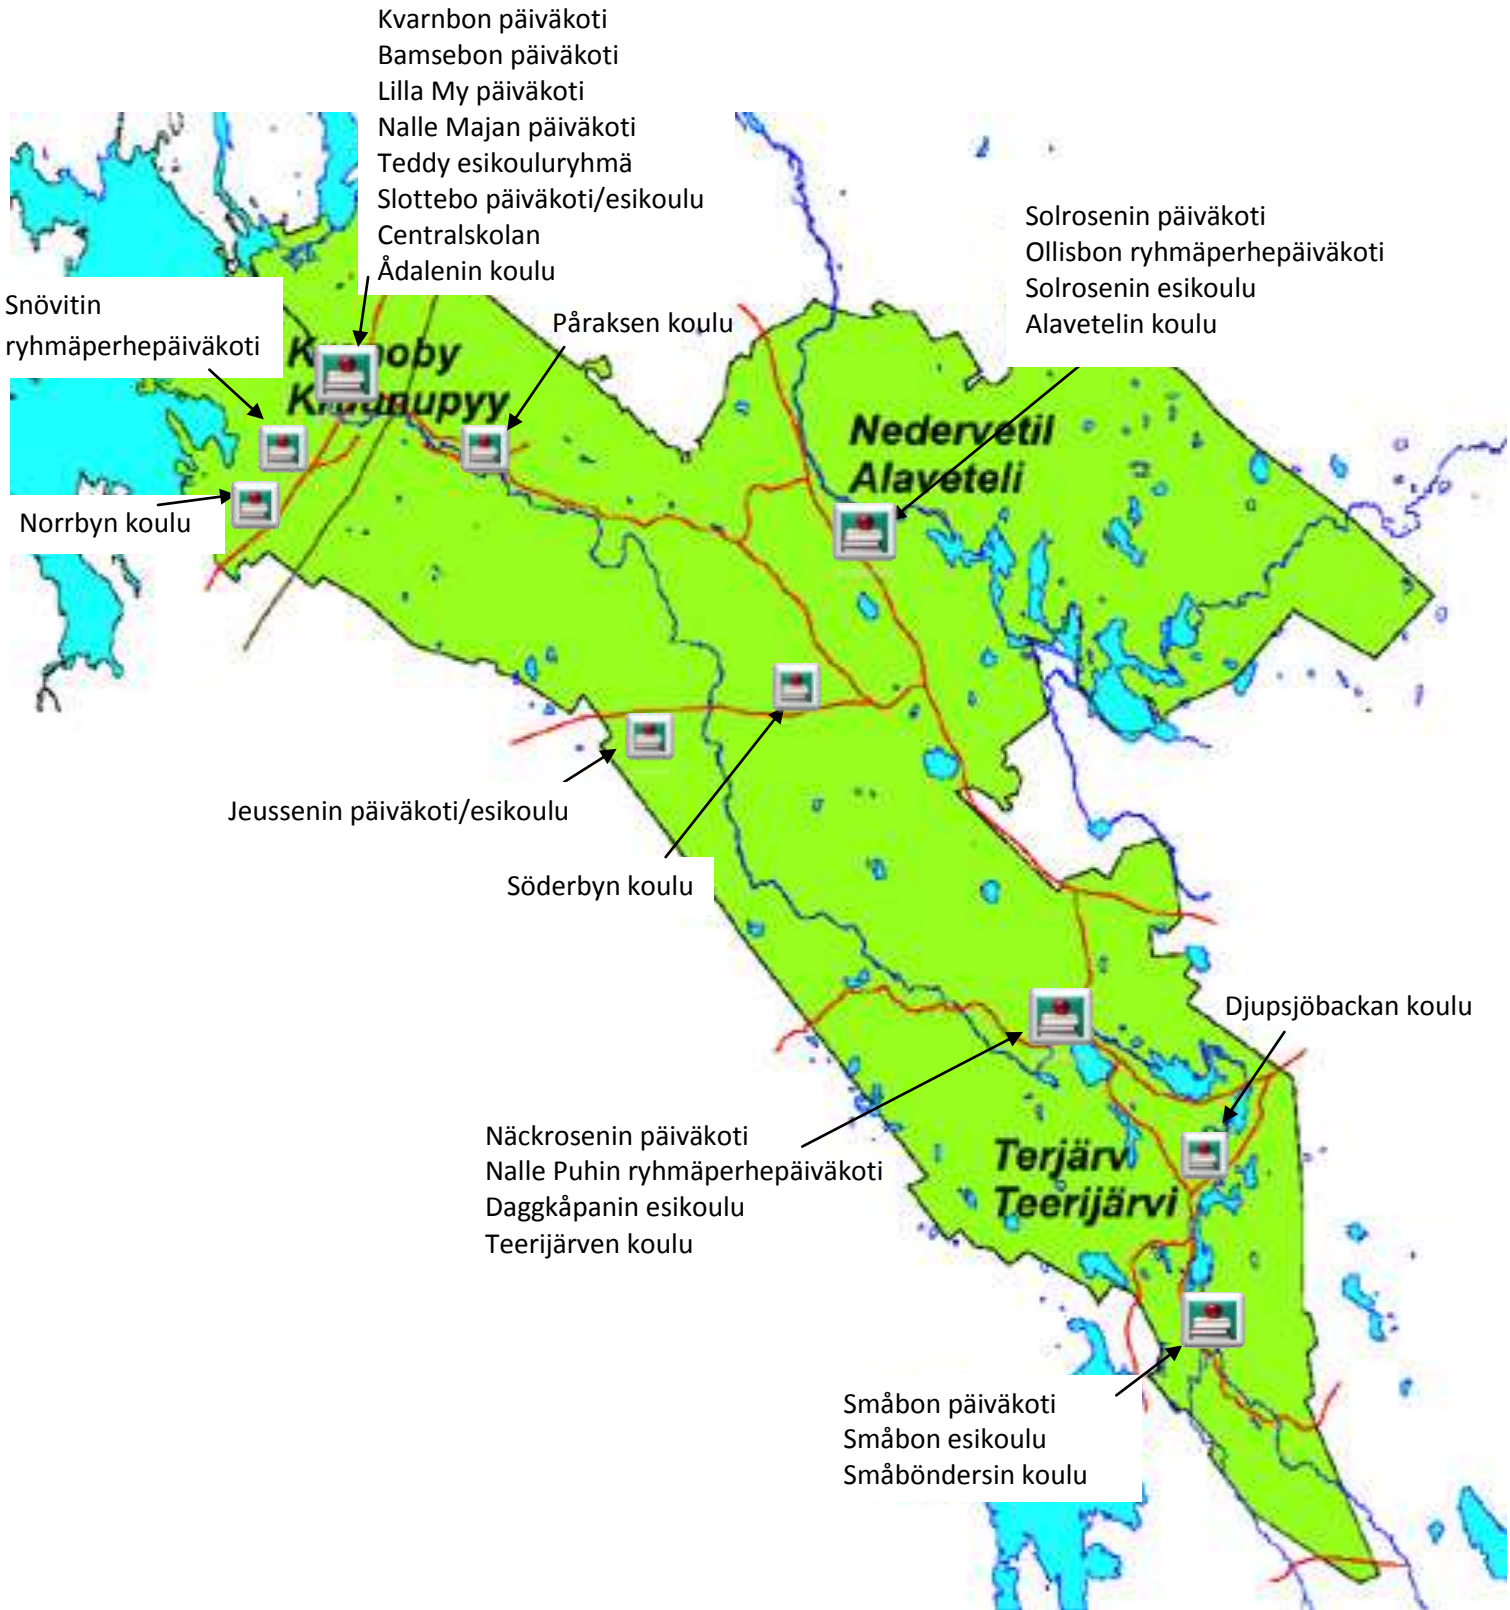 Kvarnbon päiväkoti
Bamsebon päiväkoti
Lilla My päiväkoti
Nalle Majan päiväkoti
Teddy esikouluryhmä
Slottebo päiväkoti/esikoulu
Centralskolan
Ådalenin koulu
Solrosenin päiväkoti
Ollisbon ryhmäperhepäiväkoti
Solrosenin esikoulu
Alavetelin koulu
Snövitin
ryhmäperhepäiväkoti
Påraksen koulu
Nedervetil
Alaveteli
Norrbyn koulu
Jeussenin päiväkoti/esikoulu
Söderbyn koulu
Djupsjöbackan koulu
Näckrosenin päiväkoti
Nalle Puhin ryhmäperhepäiväkoti
Daggkåpanin esikoulu
Teerijärven koulu
Terjärv
Teerijärvi
Småbon päiväkoti
Småbon esikoulu
Småböndersin koulu